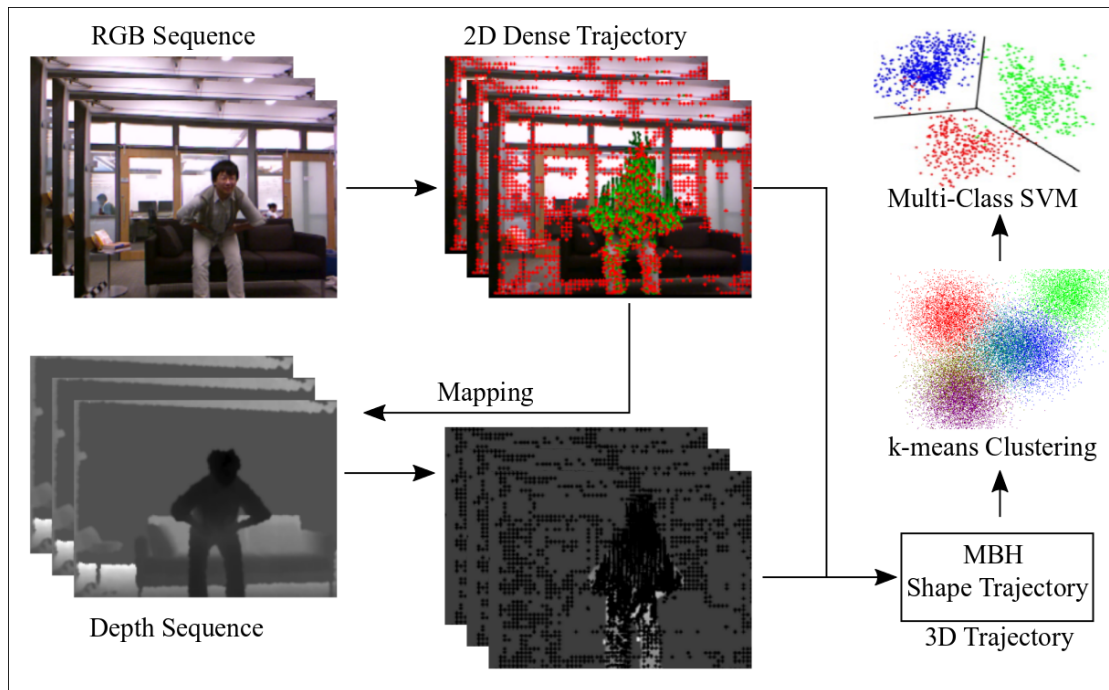 RGB Sequence
2D Dense Trajectory
Multi-Class SVM
Mapping
k-means Clustering
Depth Sequence
MBH
Shape Trajectory
3D Trajectory